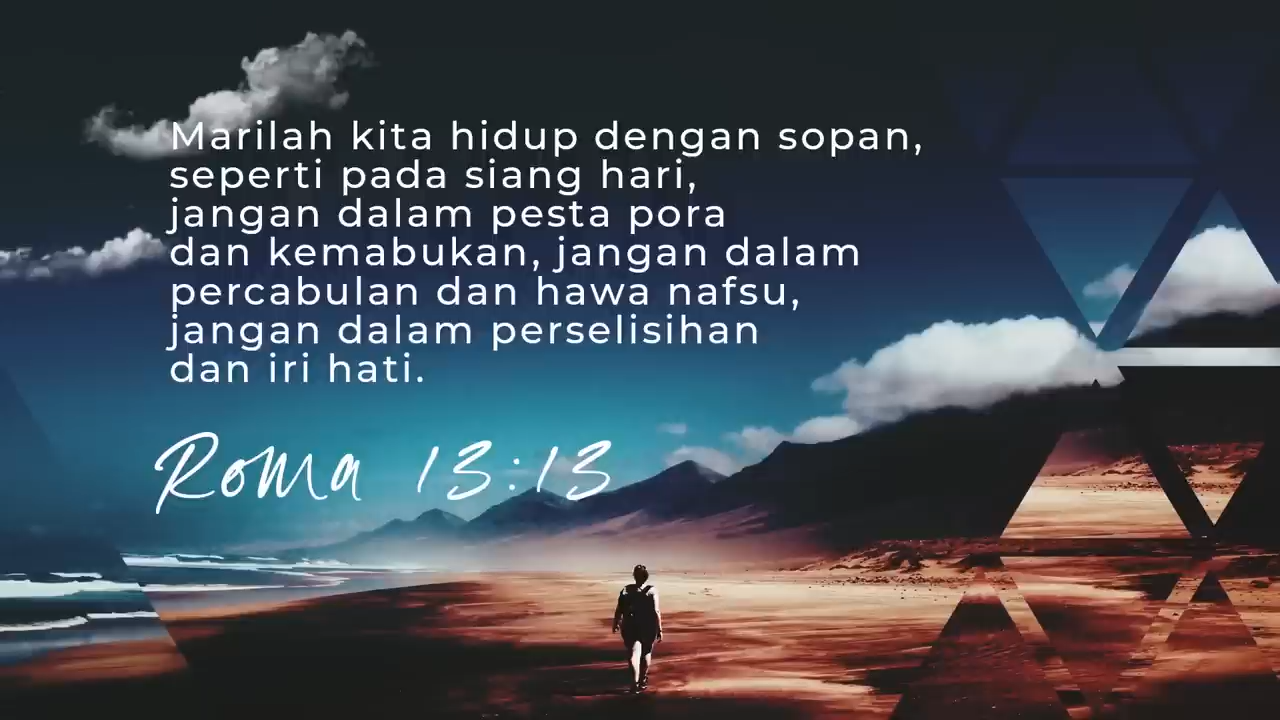 Marilah kita hidup dengan sopan,
seperti pada siang hari,
jangan dalam pesta pora
dan kemabukan, jangan dalam
percabulan dan hawa nafsu,
jangan dalam perselisihan
dan iri hati.
Roma 13:13